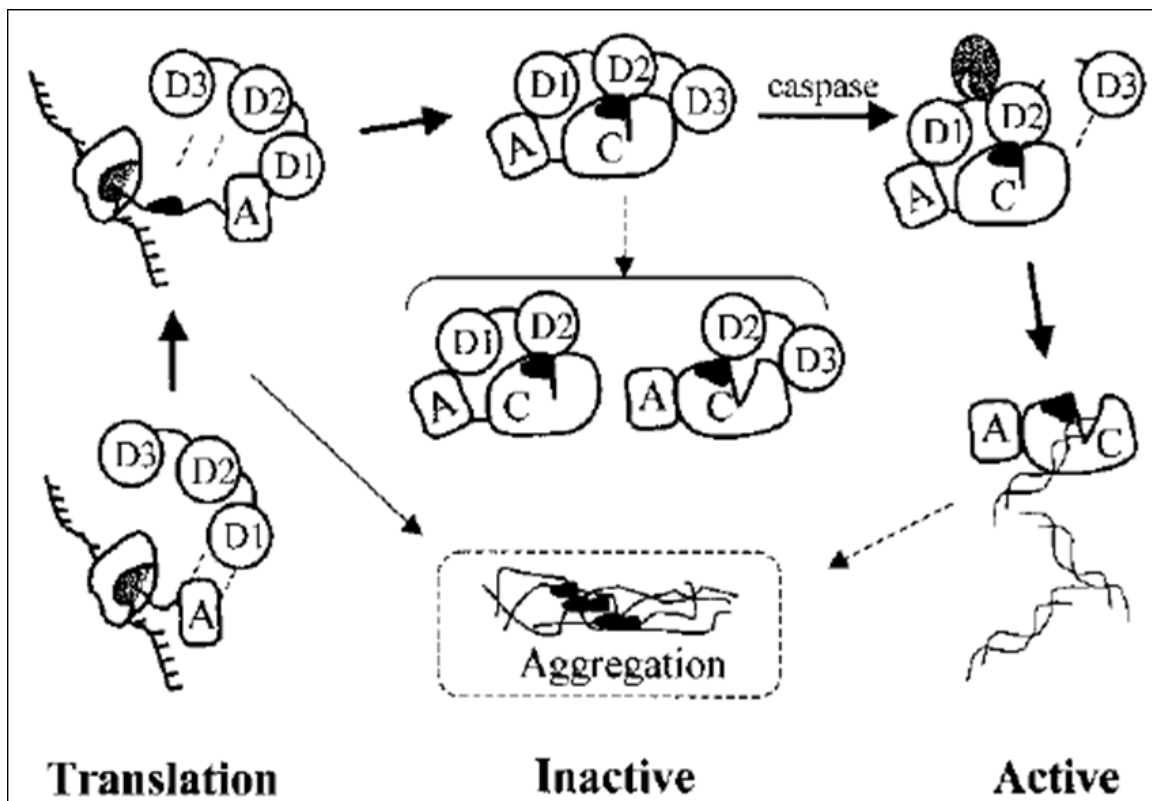 D3
D2
D1
A
D1
D2
D3
A
C
caspase
D1
D2
D3
A
C
D1
D2
A
C
D2
D3
A
C
D3
D2
D1
A
A
C
Aggregation
Translation
Inactive
Active